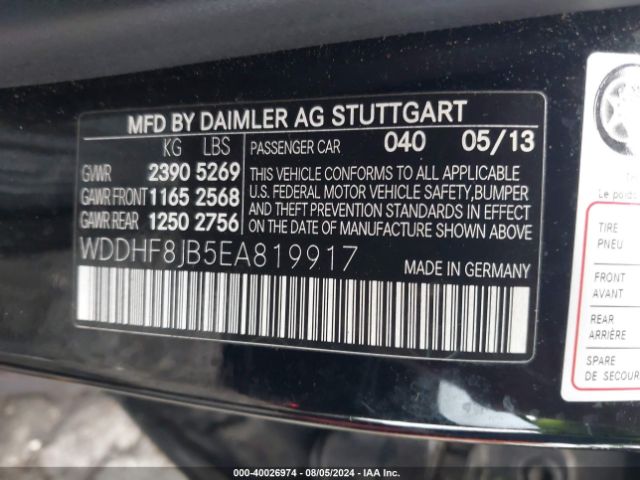 MFD BY DAIMLER AG STUTTGART
KG LBS PASSENGER CAR 040 05/13
GVWR 2390 5269
GAWR FRONT 1165 2568
GAWR REAR 1250 2756
THIS VEHICLE CONFORMS TO ALL APPLICABLE
U.S. FEDERAL MOTOR VEHICLE SAFETY, BUMPER
AND THEFT PREVENTION STANDARDS IN EFFECT
ON THE DATE OF MANUFACTURE SHOWN ABOVE.
WDDHF8JB5EA819917 MADE IN GERMANY
Le poids
TIRE
PNEU
FRONT
AVANT
REAR
ARRIÈRE
SPARE
DE SECOURS
000-40026974 - 08/05/2024 - IAA Inc.